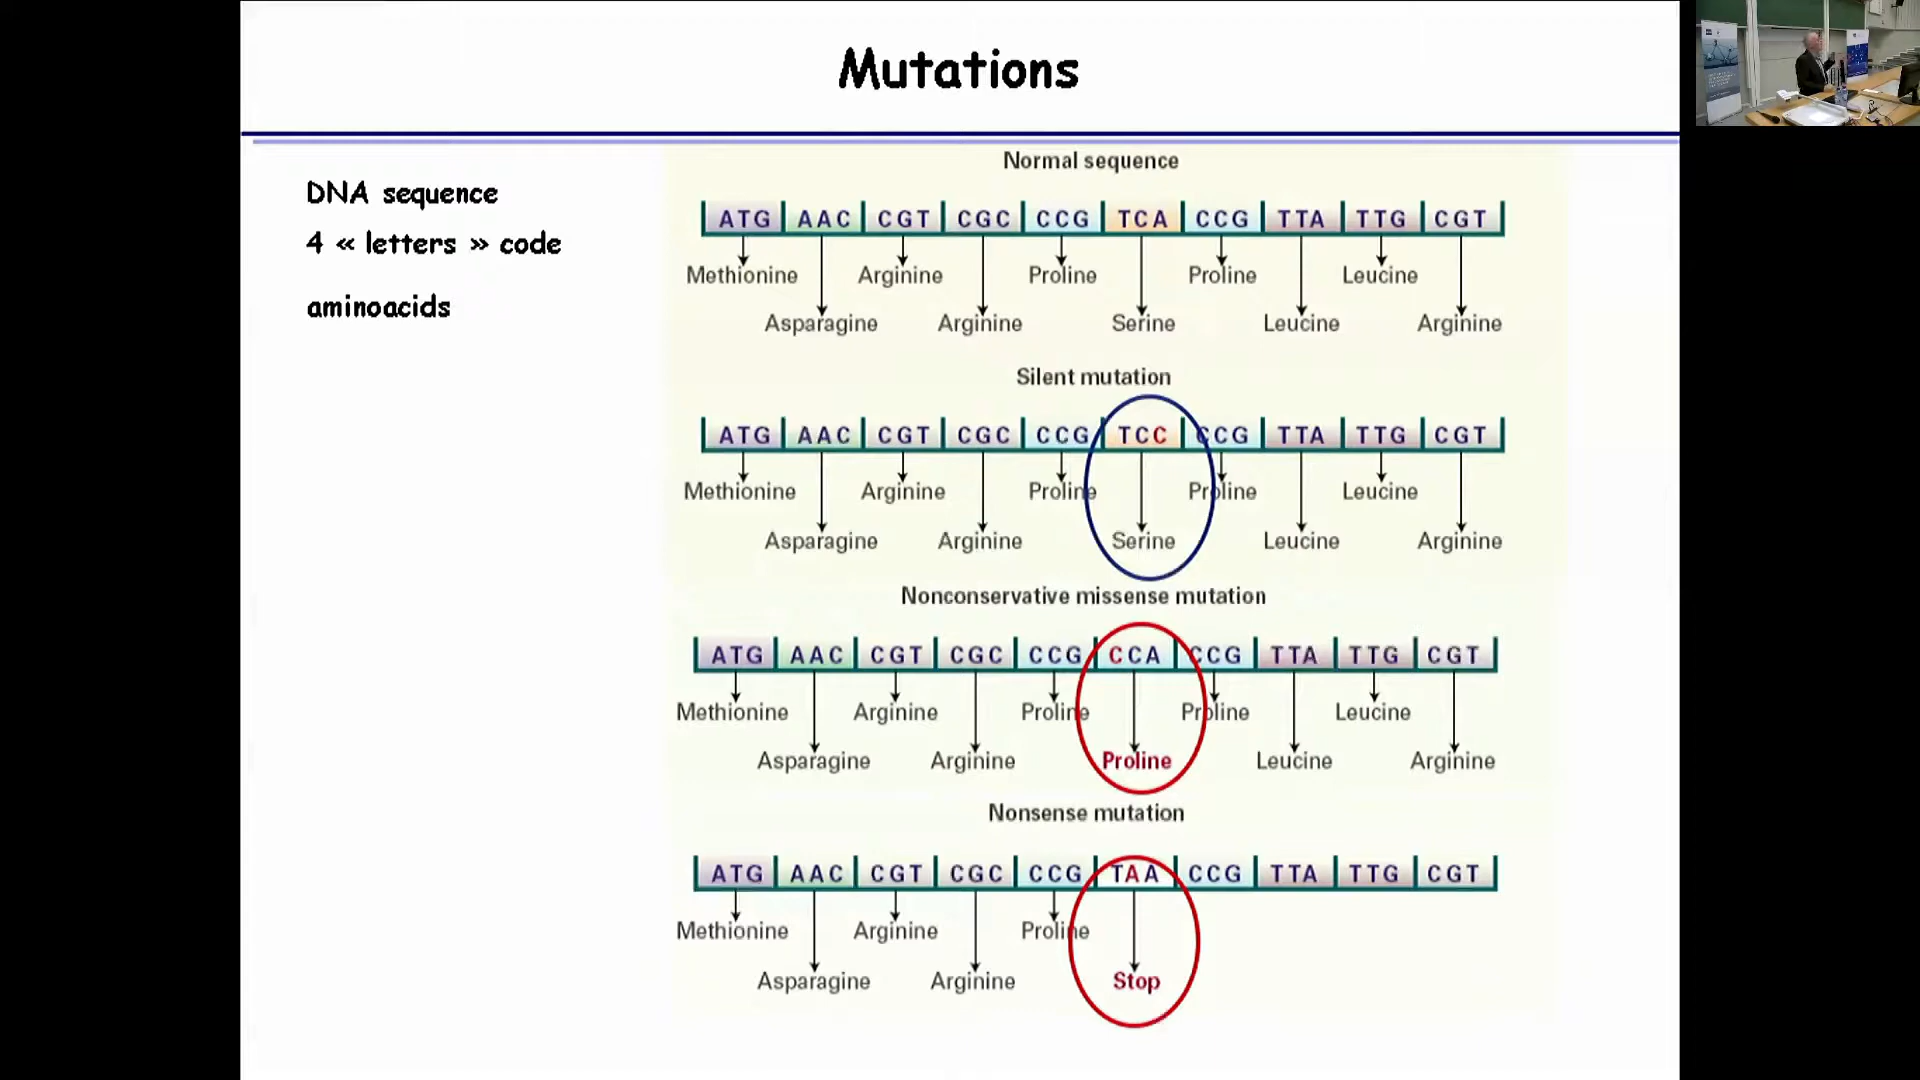 Mutations
DNA sequence
4 « letters » code
aminoacids
Normal sequence
ATG AAC CGT CGC CCG TCA CCG TTA TTG CGT
Methionine Arginine Proline Proline Leucine
Asparagine Arginine Serine Leucine Arginine
Silent mutation
ATG AAC CGT CGC CCG TCC CCG TTA TTG CGT
Methionine Arginine Proline Proline Leucine
Asparagine Arginine Serine Leucine Arginine
Nonconservative missense mutation
ATG AAC CGT CGC CCG CCA CCG TTA TTG CGT
Methionine Arginine Proline Proline Leucine
Asparagine Arginine Proline Leucine Arginine
Nonsense mutation
ATG AAC CGT CGC CCG TAA CCG TTA TTG CGT
Methionine Arginine Proline
Asparagine Arginine Stop